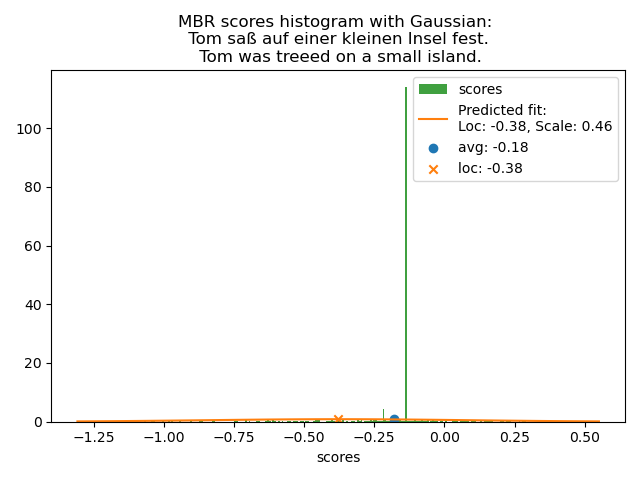 MBR scores histogram with Gaussian:
Tom saß auf einer kleinen Insel fest.
Tom was treeed on a small island.
scores
Predicted fit:
Loc: -0.38, Scale: 0.46
avg: -0.18
loc: -0.38
100
80
60
40
20
0
−1.25 −1.00 −0.75 −0.50 −0.25 0.00 0.25 0.50
scores